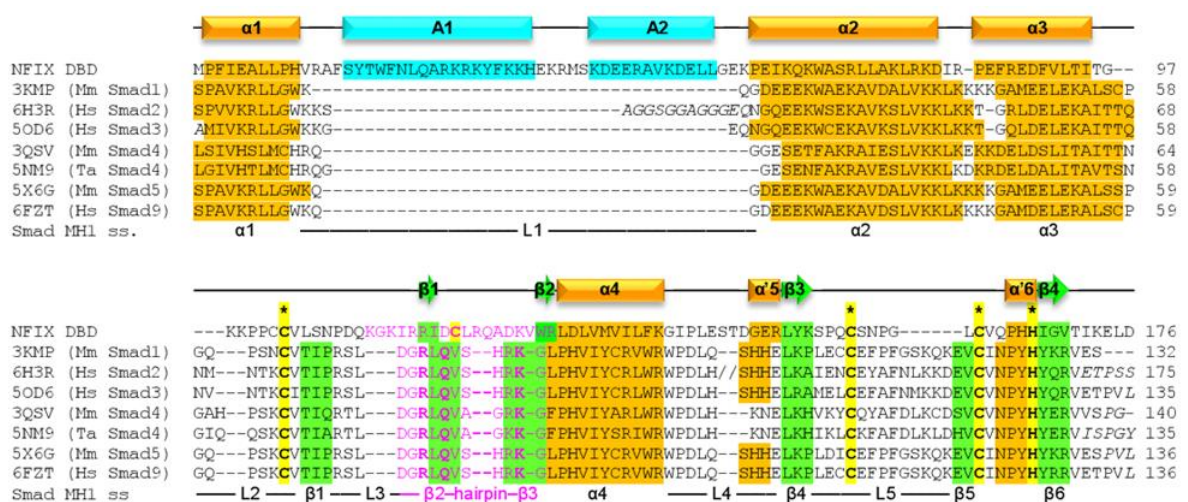 α1 A1 A2 α2 α3
NFIX DBD MPFIEALLPHVRAFSYTWFNLQARKRKYFKKHEKRMSKDEERAVKDELLGEKPEIKQKWASRLLAKLRKDIR-PEFREDFVLTITG-- 97
3KMP (Mm Smad1) SPAVKRLLGWK----------------------------------------QGDEEEKWAEKAVDALVKKLKKKKGAMEELEKALSCP 58
6H3R (Hs Smad2) SPVVKRLLGWKKS---------------------------AGGSGGAGGGEQNGQEEKWCEKAVKSLVKKLKKT-GRLDELEKAITTQ 68
5OD6 (Hs Smad3) AMIVKRLLGWKKG--------------------------------------EQNGQEEKWCEKAVKSLVKKLKKT-GQLDELEKAITTQ 58
3QSV (Mm Smad4) LSIVHSLMCHRQ----------------------------------------GGESETFAKRAIESLVKKLKEKKDELDSLITAITTN 64
5NM9 (Ta Smad4) LGIVHTLMCHRQG----------------------------------------GESENFAKRAVESLVKKLKDKRDELDALITAVTSN 58
5X6G (Mm Smad5) SPAVKRLLGWKQ----------------------------------------GDEEEKWAEKAVDALVKKLKKKKGAMEELEKALSSP 59
6FZT (Hs Smad9) SPAVKRLLGWKQ----------------------------------------GDEEEKWAEKAVDSLVKKLKKKKGAMDELERALSCP 59
Smad MH1 ss. α1 L1 α2 α3
β1 β2 α4 α’5 β3 α’6 β4
* * * *
NFIX DBD ---KKPPCCVLSNPDQKGKIRRIDCLRQADKVWRLDLVMVILFKGIPLESTDGERLYKSPQCSNPG---LCVQPHHIGVTIKELD 176
3KMP (Mm Smad1) GQ---PSNCVTIPRSL---DGRLQVS--HRK-GLPHVIYCRVWRWPDLQ-SHHELKPLECCEFPFGSKQKEVCINPYHYKRVES--- 132
6H3R (Hs Smad2) NM---NTKCVTIPRSL---DGRLQVS--HRK-GLPHVIYCRLWRWPDLH//SHHELKAIENCEYAFNLKKDEVCVNPYHYQRVETPSS 175
5OD6 (Hs Smad3) NV---NTKCITIPRSL---DGRLQVS--HRK-GLPHVIYCRLWRWPDLH-SHHELRAMELCEFAFNMKKDEVCVNPYHYQRVETPVL 135
3QSV (Mm Smad4) GAH--PSKCVTIQRTL---DGRLQVA--GRK-GFPHVIYARLWRWPDLH--KNELKHVKYCQYAFDLKCDSVCVNPYHYERVVSPG- 140
5NM9 (Ta Smad4) GIQ--QSKCVTIARTL---DGRLQVA--GKK-GFPHVIYSRIWRWPDLH--KNELKHIKLCKFAFDLKLDHVCVNPYHYERVISPGY 135
5X6G (Mm Smad5) GQ---PSKCVTIPRSL---DGRLQVS--HRK-GLPHVIYCRVWRWPDLQ-SHHELKPLDICEFPFGSKQKEVCINPYHYKRVESPVL 136
6FZT (Hs Smad9) GQ---PSKCVTIPRSL---DGRLQVS--HRK-GLPHVIYCRVWRWPDLQ-SHHELKPLECCEFPFGSKQKEVCINPYHYRRVETPVL 136
Smad MH1 ss L2 β1 L3 β2–hairpin–β3 α4 L4 β4 L5 β5 β6